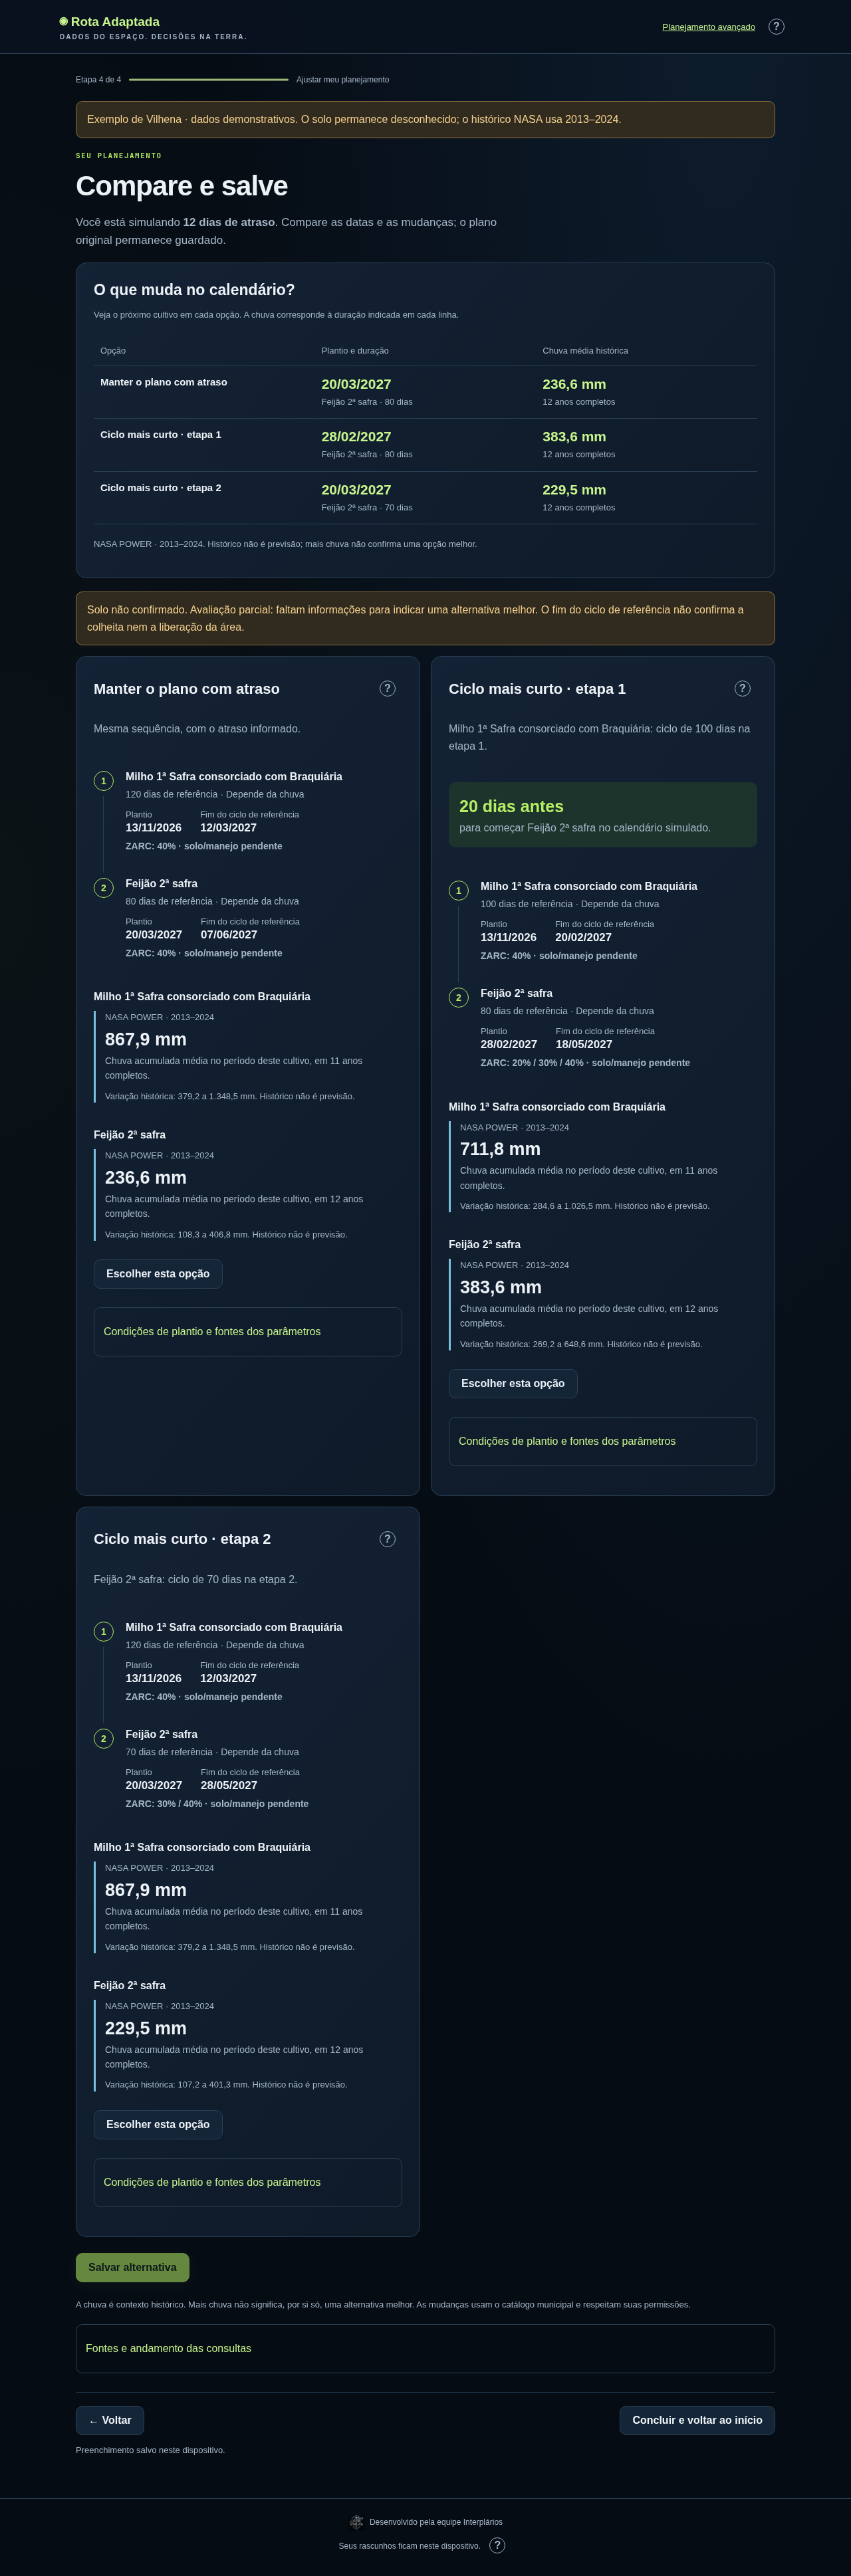 Rota Adaptada
DADOS DO ESPAÇO. DECISÕES NA TERRA.
Planejamento avançado
?
Etapa 4 de 4
Ajustar meu planejamento
Exemplo de Vilhena · dados demonstrativos. O solo permanece desconhecido; o histórico NASA usa 2013–2024.
SEU PLANEJAMENTO
Compare e salve
Você está simulando 12 dias de atraso. Compare as datas e as mudanças; o plano
original permanece guardado.
O que muda no calendário?
Veja o próximo cultivo em cada opção. A chuva corresponde à duração indicada em cada linha.
Opção Plantio e duração Chuva média histórica
Manter o plano com atraso 20/03/2027 236,6 mm
Feijão 2ª safra · 80 dias 12 anos completos
Ciclo mais curto · etapa 1 28/02/2027 383,6 mm
Feijão 2ª safra · 80 dias 12 anos completos
Ciclo mais curto · etapa 2 20/03/2027 229,5 mm
Feijão 2ª safra · 70 dias 12 anos completos
NASA POWER · 2013–2024. Histórico não é previsão; mais chuva não confirma uma opção melhor.
Solo não confirmado. Avaliação parcial: faltam informações para indicar uma alternativa melhor. O fim do ciclo de referência não confirma a
colheita nem a liberação da área.
Manter o plano com atraso
?
Mesma sequência, com o atraso informado.
1
Milho 1ª Safra consorciado com Braquiária
120 dias de referência · Depende da chuva
Plantio Fim do ciclo de referência
13/11/2026 12/03/2027
ZARC: 40% · solo/manejo pendente
2
Feijão 2ª safra
80 dias de referência · Depende da chuva
Plantio Fim do ciclo de referência
20/03/2027 07/06/2027
ZARC: 40% · solo/manejo pendente
Milho 1ª Safra consorciado com Braquiária
NASA POWER · 2013–2024
867,9 mm
Chuva acumulada média no período deste cultivo, em 11 anos
completos.
Variação histórica: 379,2 a 1.348,5 mm. Histórico não é previsão.
Feijão 2ª safra
NASA POWER · 2013–2024
236,6 mm
Chuva acumulada média no período deste cultivo, em 12 anos
completos.
Variação histórica: 108,3 a 406,8 mm. Histórico não é previsão.
Escolher esta opção
Condições de plantio e fontes dos parâmetros
Ciclo mais curto · etapa 1
?
Milho 1ª Safra consorciado com Braquiária: ciclo de 100 dias na
etapa 1.
20 dias antes
para começar Feijão 2ª safra no calendário simulado.
1
Milho 1ª Safra consorciado com Braquiária
100 dias de referência · Depende da chuva
Plantio Fim do ciclo de referência
13/11/2026 20/02/2027
ZARC: 40% · solo/manejo pendente
2
Feijão 2ª safra
80 dias de referência · Depende da chuva
Plantio Fim do ciclo de referência
28/02/2027 18/05/2027
ZARC: 20% / 30% / 40% · solo/manejo pendente
Milho 1ª Safra consorciado com Braquiária
NASA POWER · 2013–2024
711,8 mm
Chuva acumulada média no período deste cultivo, em 11 anos
completos.
Variação histórica: 284,6 a 1.026,5 mm. Histórico não é previsão.
Feijão 2ª safra
NASA POWER · 2013–2024
383,6 mm
Chuva acumulada média no período deste cultivo, em 12 anos
completos.
Variação histórica: 269,2 a 648,6 mm. Histórico não é previsão.
Escolher esta opção
Condições de plantio e fontes dos parâmetros
Ciclo mais curto · etapa 2
?
Feijão 2ª safra: ciclo de 70 dias na etapa 2.
1
Milho 1ª Safra consorciado com Braquiária
120 dias de referência · Depende da chuva
Plantio Fim do ciclo de referência
13/11/2026 12/03/2027
ZARC: 40% · solo/manejo pendente
2
Feijão 2ª safra
70 dias de referência · Depende da chuva
Plantio Fim do ciclo de referência
20/03/2027 28/05/2027
ZARC: 30% / 40% · solo/manejo pendente
Milho 1ª Safra consorciado com Braquiária
NASA POWER · 2013–2024
867,9 mm
Chuva acumulada média no período deste cultivo, em 11 anos
completos.
Variação histórica: 379,2 a 1.348,5 mm. Histórico não é previsão.
Feijão 2ª safra
NASA POWER · 2013–2024
229,5 mm
Chuva acumulada média no período deste cultivo, em 12 anos
completos.
Variação histórica: 107,2 a 401,3 mm. Histórico não é previsão.
Escolher esta opção
Condições de plantio e fontes dos parâmetros
Salvar alternativa
A chuva é contexto histórico. Mais chuva não significa, por si só, uma alternativa melhor. As mudanças usam o catálogo municipal e respeitam suas permissões.
Fontes e andamento das consultas
← Voltar
Concluir e voltar ao início
Preenchimento salvo neste dispositivo.
Desenvolvido pela equipe Interplários
Seus rascunhos ficam neste dispositivo.
?